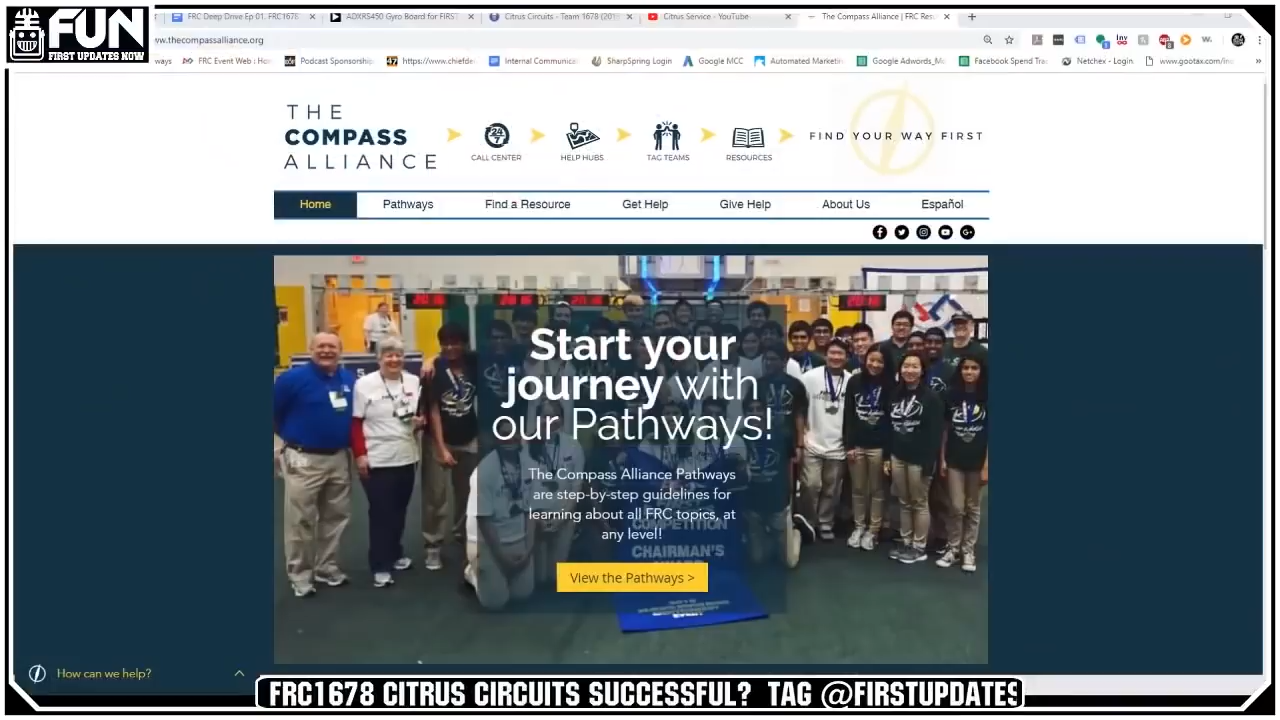 FUN
FIRST UPDATES NOW
FRC Deep Drive Ep 01. FRC1678
ADXRS450 Gyro Board for FIRST
Citrus Circuits - Team 1678 (201
Citrus Service - YouTube
The Compass Alliance | FRC Res
ww.thecompassalliance.org
ways
FRC Event Web : Ho
Podcast Sponsorship
https://www.chiefde
Internal Communica
SharpSpring Login
Google MCC
Automated Marketin
Google Adwords_M
Facebook Spend Tra
Netchex - Login
www.gootax.com/in
THE
COMPASS
ALLIANCE
24
7
CALL CENTER
HELP HUBS
TAG TEAMS
RESOURCES
FIND YOUR WAY FIRST
Home
Pathways
Find a Resource
Get Help
Give Help
About Us
Español
Start your
journey with
our Pathways!
The Compass Alliance Pathways
are step-by-step guidelines for
learning about all FRC topics, at
any level!
COMPETITION
CHAIRMAN'S
View the Pathways >
How can we help?
FRC1678 CITRUS CIRCUITS SUCCESSFUL? TAG @FIRSTUPDATES